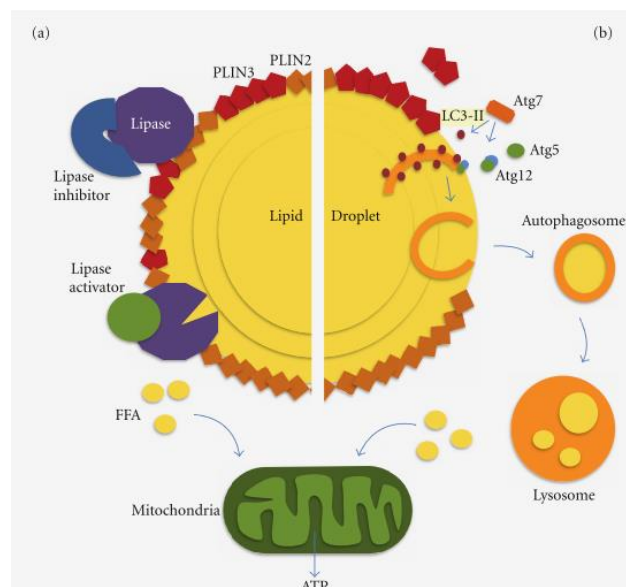 (a)
(b)
PLIN2
PLIN3
Atg7
LC3-II
Lipase
Atg5
Atg12
Lipase
inhibitor
Lipid
Droplet
Autophagosome
Lipase
activator
FFA
Lysosome
Mitochondria
ATP